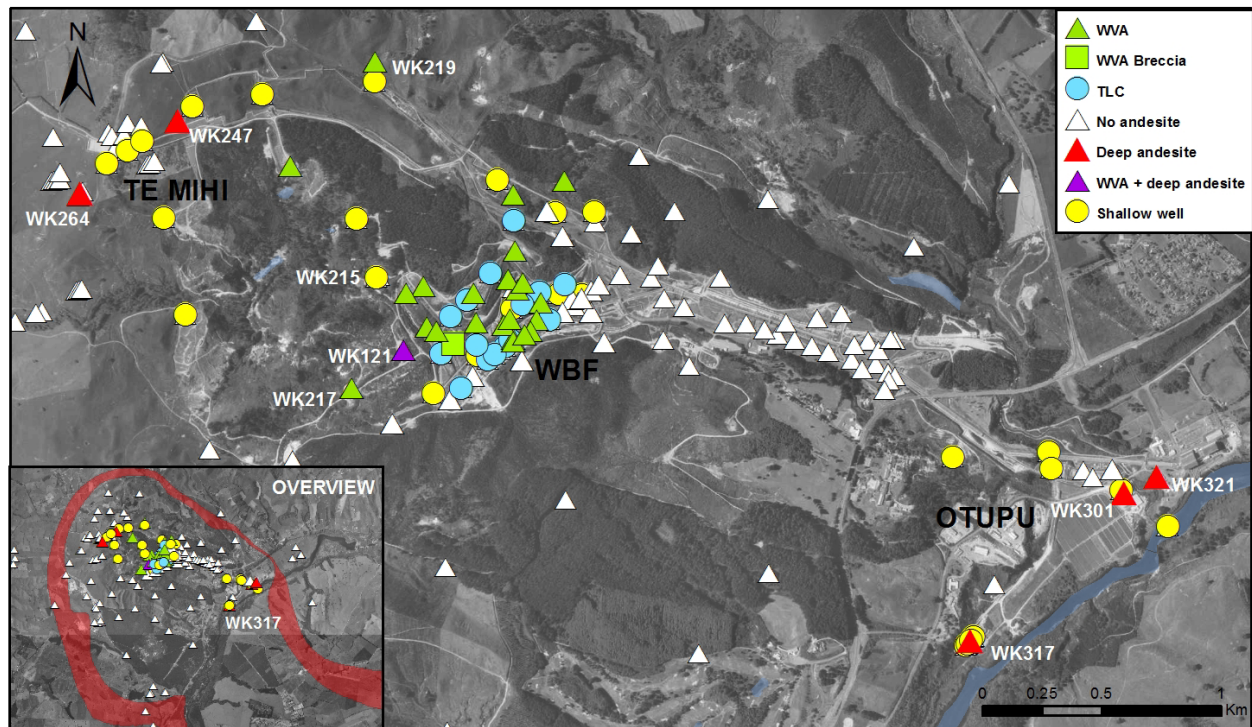 N
WVA
WVA Breccia
TLC
No andesite
Deep andesite
WVA + deep andesite
Shallow well
WK219
WK247
TE MIHI
WK264
WK215
WK121
WBF
WK217
OVERVIEW
WK317
OTUPU
WK321
WK301
WK317
0 0.25 0.5 1
Km